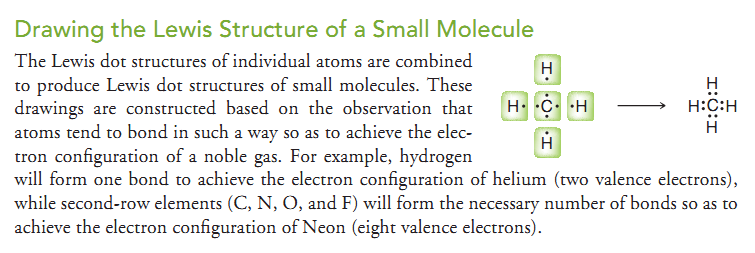 Drawing the Lewis Structure of a Small Molecule
The Lewis dot structures of individual atoms are combined
to produce Lewis dot structures of small molecules. These
drawings are constructed based on the observation that
atoms tend to bond in such a way so as to achieve the elec-
tron configuration of a noble gas. For example, hydrogen
will form one bond to achieve the electron configuration of helium (two valence electrons),
while second-row elements (C, N, O, and F) will form the necessary number of bonds so as to
achieve the electron configuration of Neon (eight valence electrons).
H
H· ·C· ·H
H
H
H:C:H
H